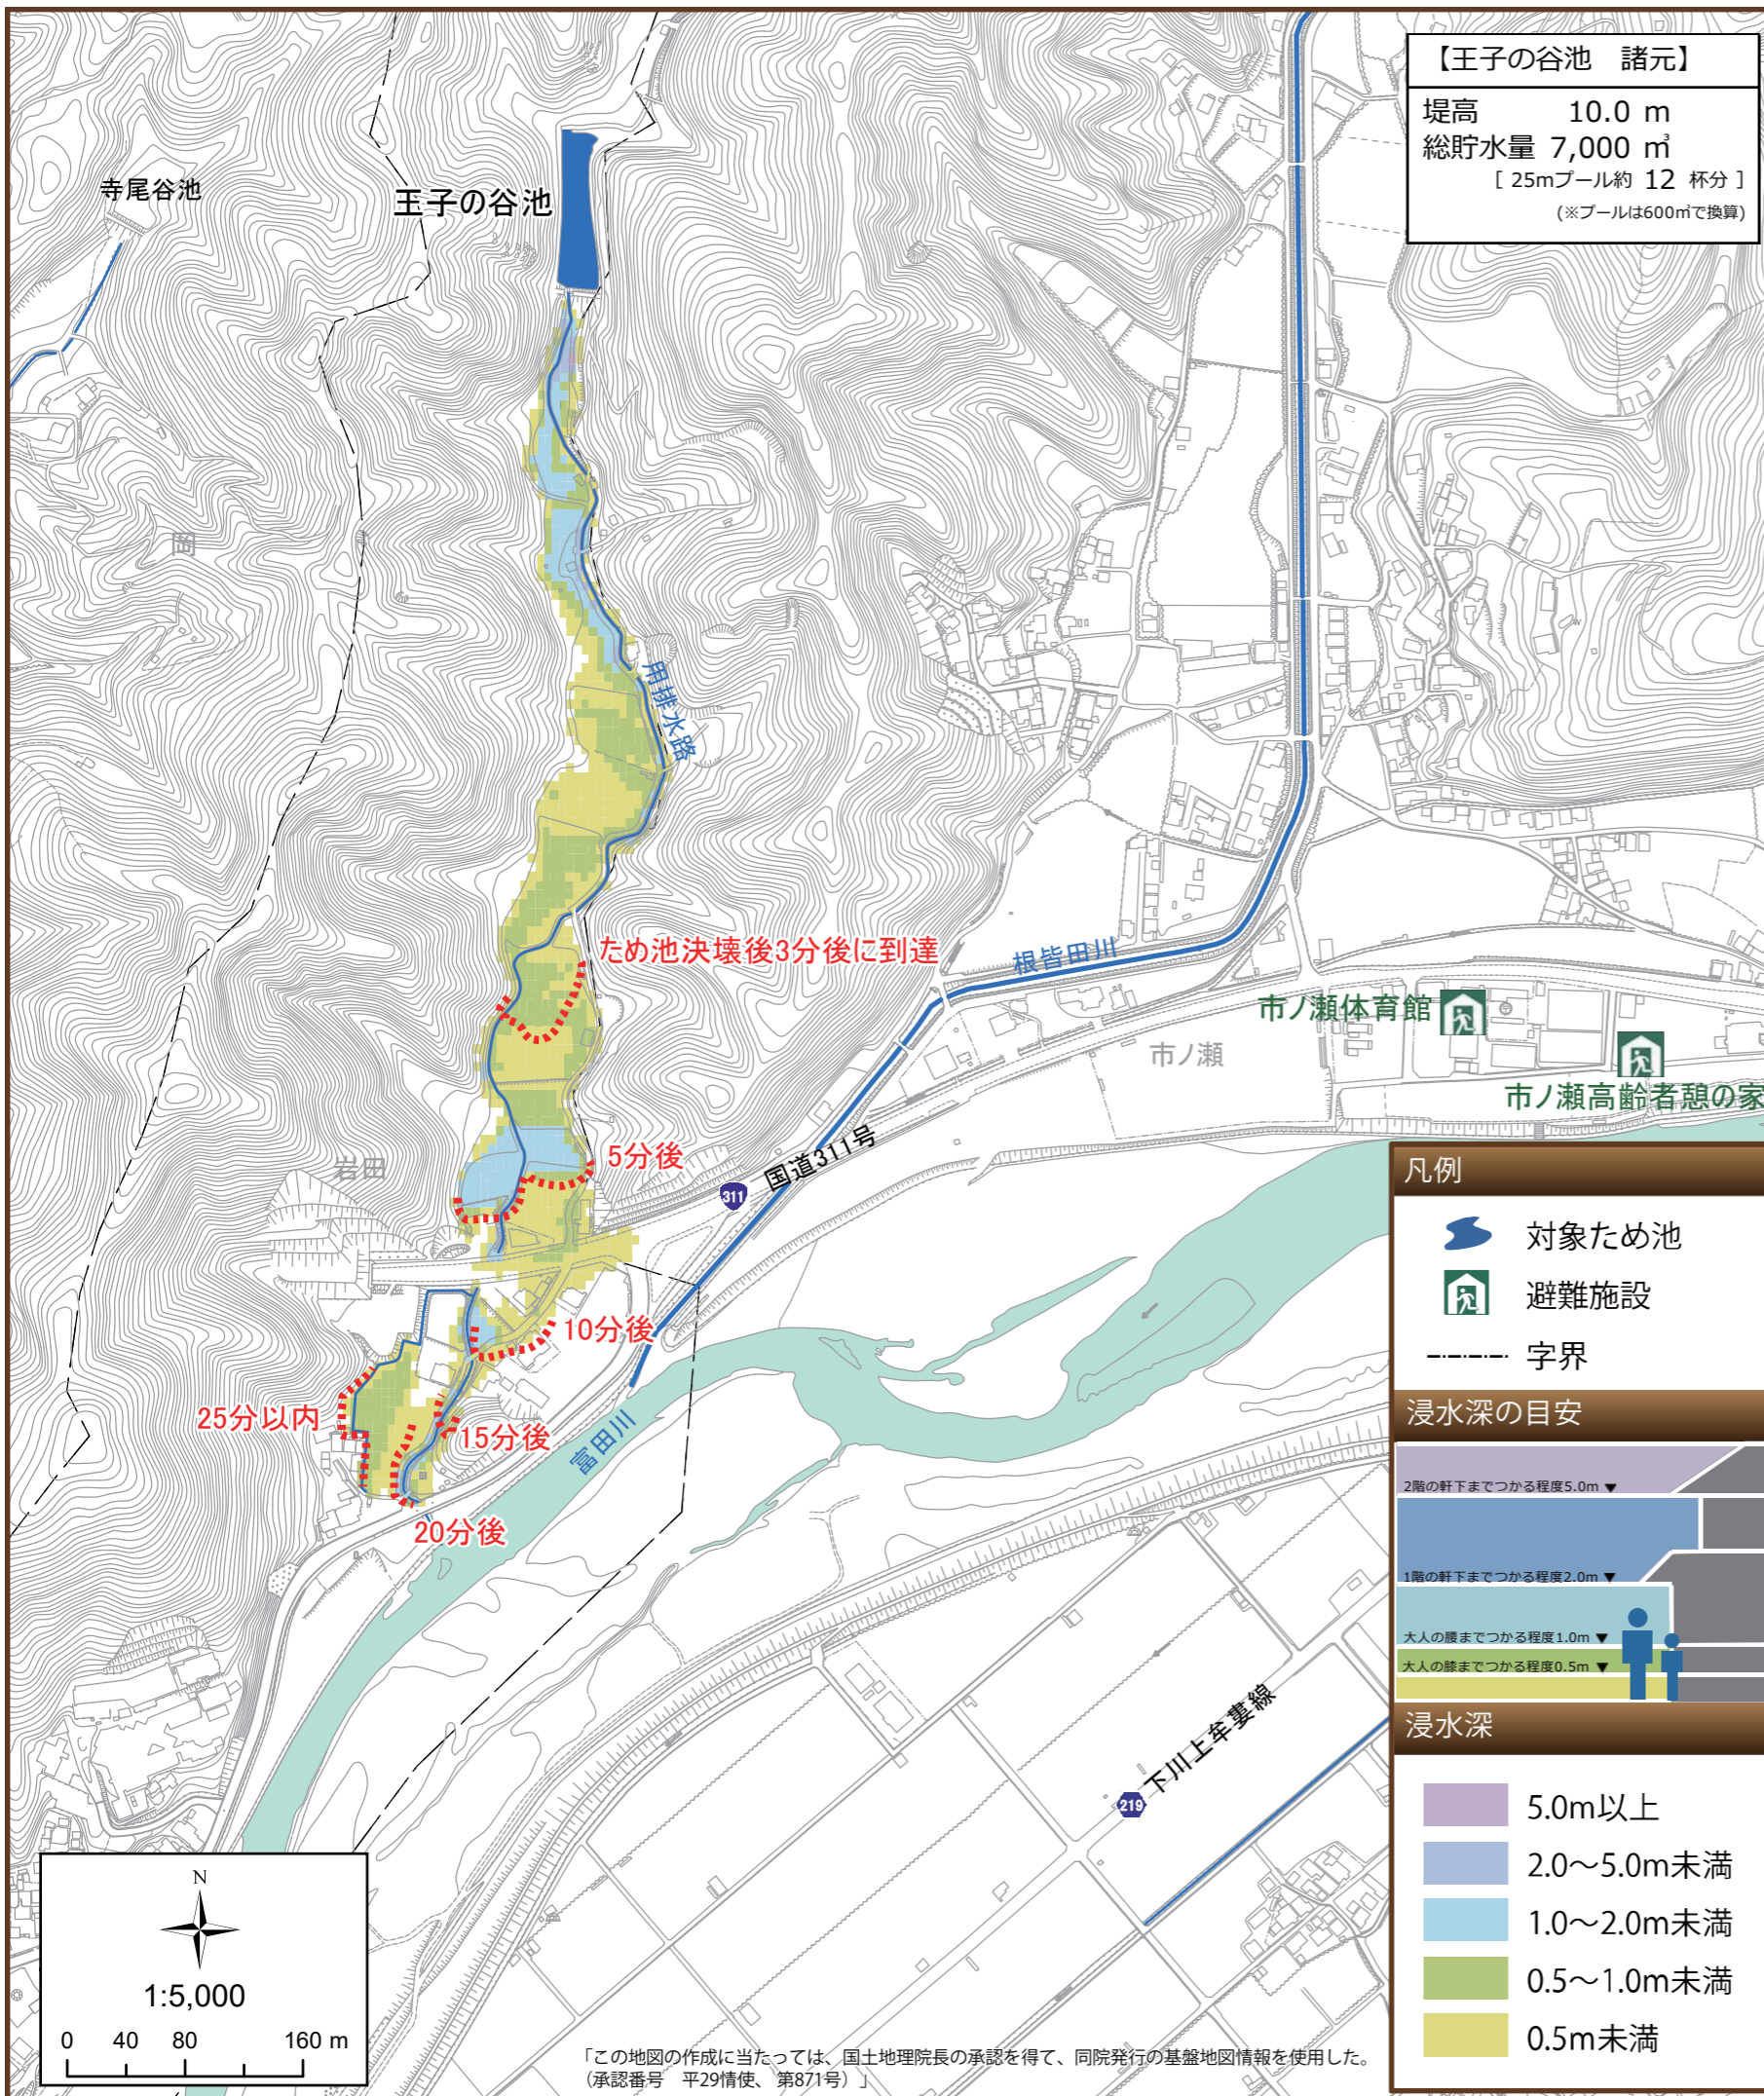 【王子の谷池　諸元】
堤高 10.0 m
総貯水量 7,000 ㎥
[ 25mプール約 12 杯分 ]
(※プールは600㎥で換算)
寺尾谷池
王子の谷池
岡
用排水路
ため池決壊後3分後に到達
根皆田川
市ノ瀬体育館
市ノ瀬
市ノ瀬高齢者憩の家
5分後
岩田
国道311号
311
10分後
25分以内
15分後
富田川
20分後
下川上牟婁線
219
凡例
対象ため池
避難施設
字界
浸水深の目安
2階の軒下までつかる程度5.0m ▼
1階の軒下までつかる程度2.0m ▼
大人の腰までつかる程度1.0m ▼
大人の膝までつかる程度0.5m ▼
浸水深
5.0m以上
2.0～5.0m未満
1.0～2.0m未満
0.5～1.0m未満
0.5m未満
N
1:5,000
0 40 80 160 m
「この地図の作成に当たっては、国土地理院長の承認を得て、同院発行の基盤地図情報を使用した。
（承認番号　平29情使、 第871号）」